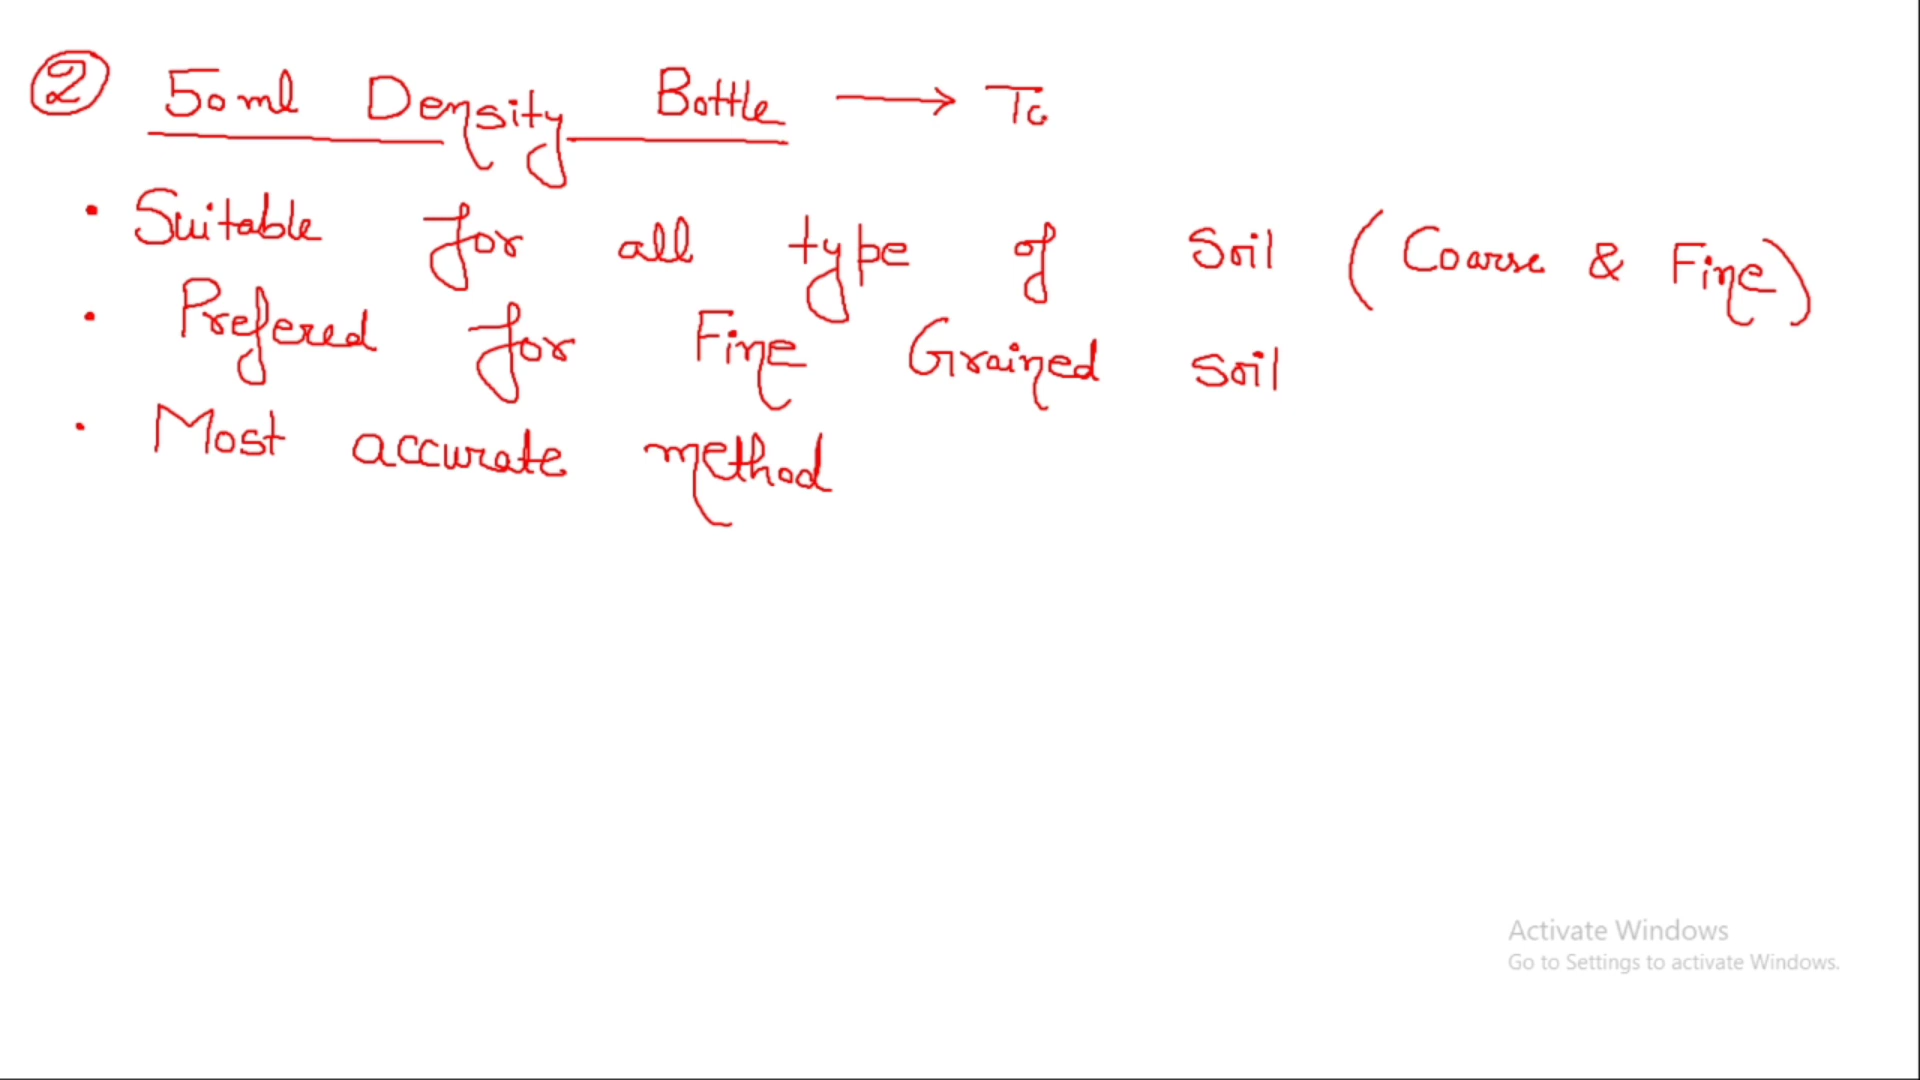 ② 50ml Density Bottle → To
• Suitable for all type of Soil (Coarse & Fine)
• Prefered for Fine Grained Soil
• Most accurate method
Activate Windows
Go to Settings to activate Windows.